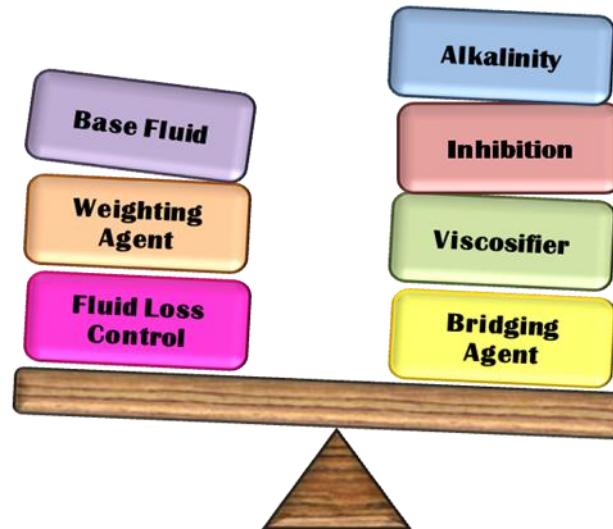 Base Fluid
Weighting
Agent
Fluid Loss
Control
Alkalinity
Inhibition
Viscosifier
Bridging
Agent